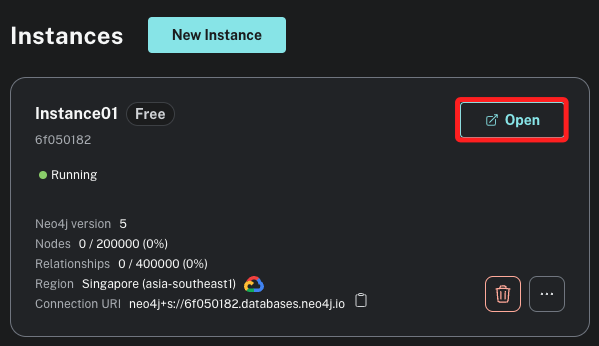 Instances New Instance
Instance01 Free
Open
6f050182
Running
Neo4j version 5
Nodes 0 / 200000 (0%)
Relationships 0 / 400000 (0%)
Region Singapore (asia-southeast1)
Connection URI neo4j+s://6f050182.databases.neo4j.io